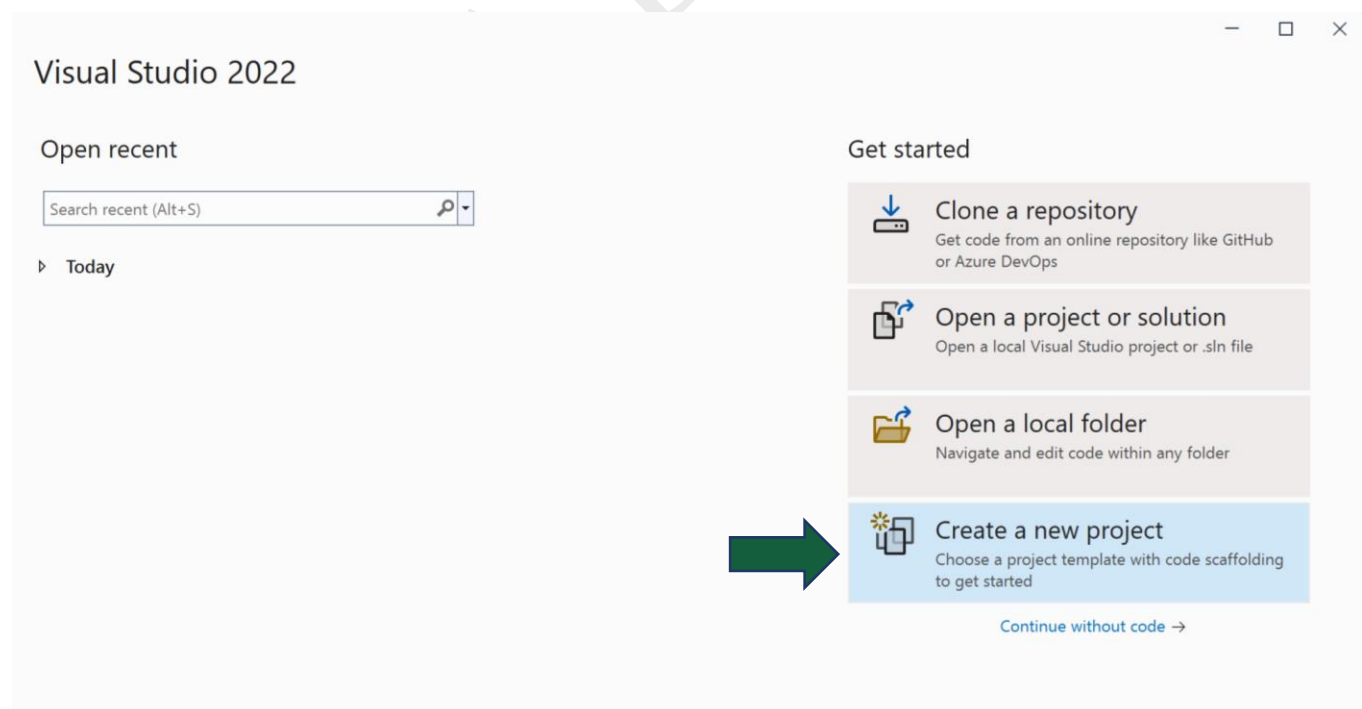 Visual Studio 2022
Open recent
Search recent (Alt+S)
Today
Get started
Clone a repository
Get code from an online repository like GitHub
or Azure DevOps
Open a project or solution
Open a local Visual Studio project or .sln file
Open a local folder
Navigate and edit code within any folder
Create a new project
Choose a project template with code scaffolding
to get started
Continue without code →